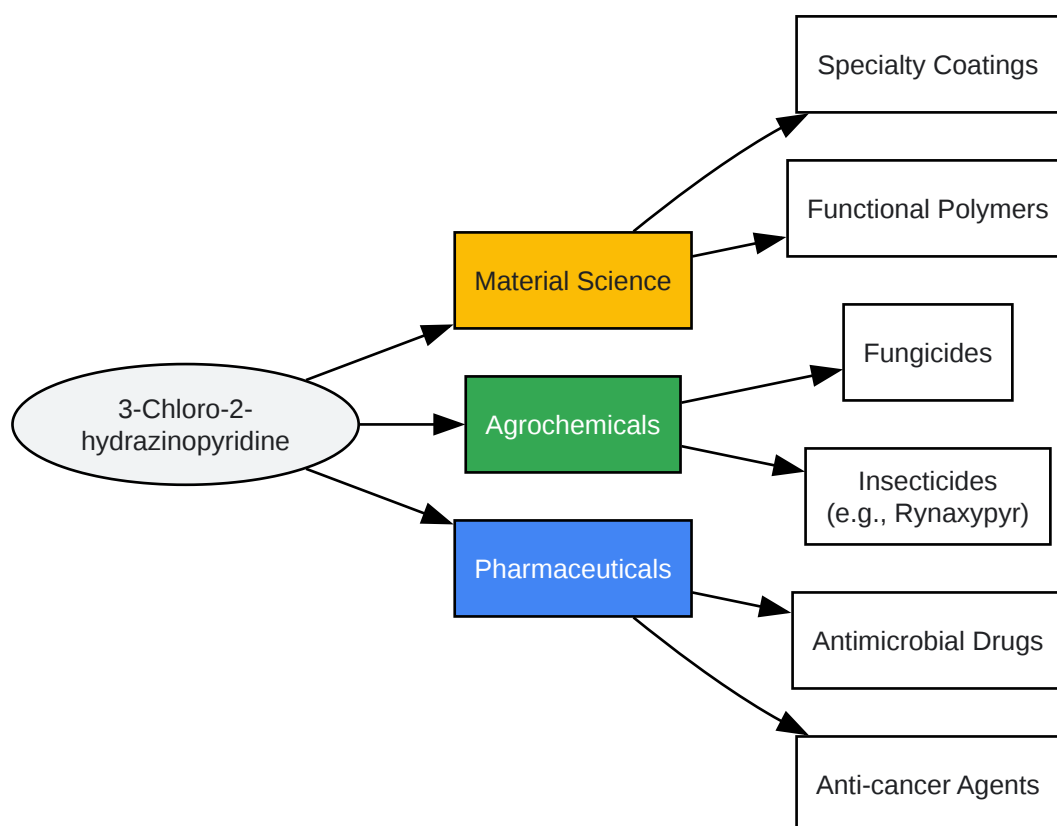 Specialty Coatings
Functional Polymers
Material Science
Fungicides
3-Chloro-2-
hydrazinopyridine
Agrochemicals
Insecticides
(e.g., Rynaxypyr)
Pharmaceuticals
Antimicrobial Drugs
Anti-cancer Agents